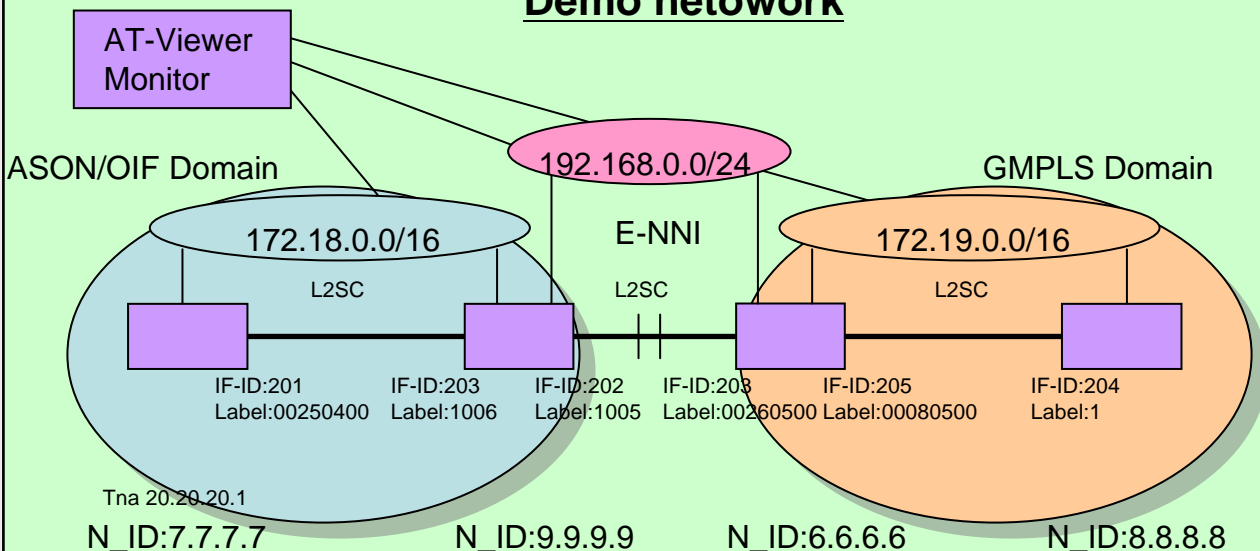 Demo netowork
AT-Viewer
Monitor
ASON/OIF Domain
192.168.0.0/24
GMPLS Domain
172.18.0.0/16
E-NNI
172.19.0.0/16
L2SC
L2SC
L2SC
IF-ID:201
Label:00250400
IF-ID:203
Label:1006
IF-ID:202
Label:1005
IF-ID:203
Label:00260500
IF-ID:205
Label:00080500
IF-ID:204
Label:1
Tna 20.20.20.1
N_ID:7.7.7.7
N_ID:9.9.9.9
N_ID:6.6.6.6
N_ID:8.8.8.8